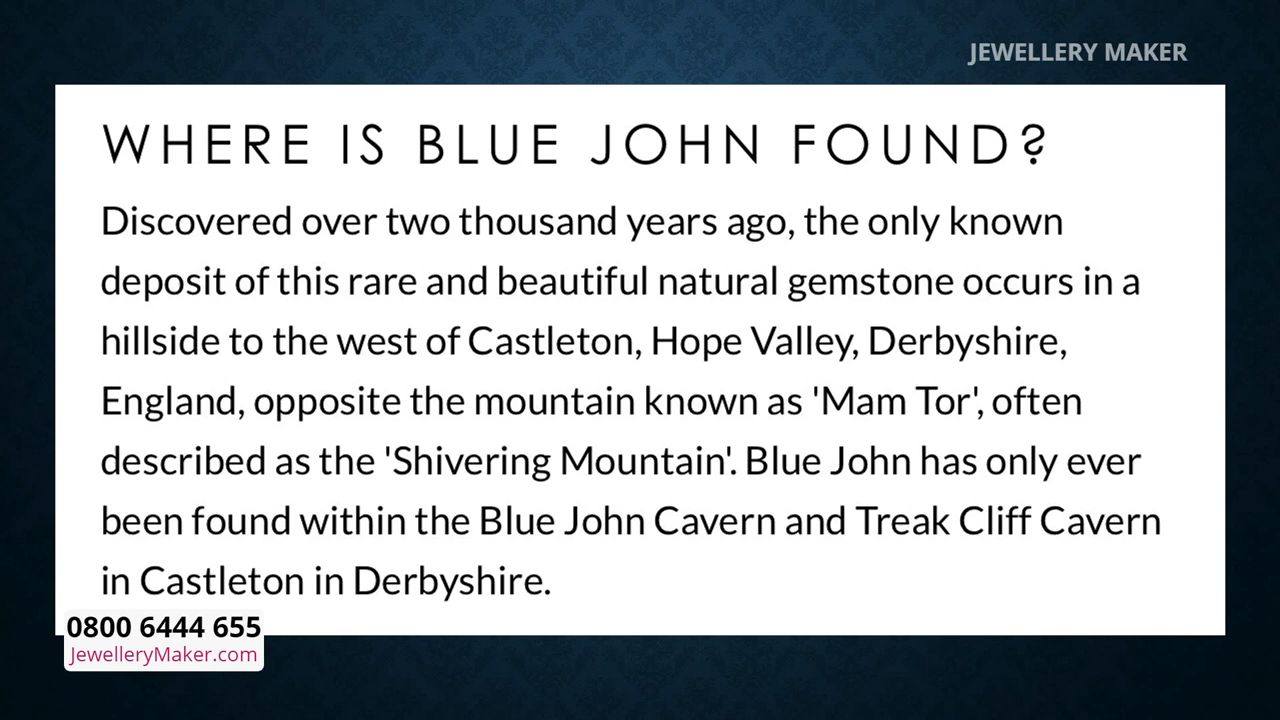 JEWELLERY MAKER
WHERE IS BLUE JOHN FOUND?
Discovered over two thousand years ago, the only known
deposit of this rare and beautiful natural gemstone occurs in a
hillside to the west of Castleton, Hope Valley, Derbyshire,
England, opposite the mountain known as 'Mam Tor', often
described as the 'Shivering Mountain'. Blue John has only ever
been found within the Blue John Cavern and Treak Cliff Cavern
in Castleton in Derbyshire.
0800 6444 655
JewelleryMaker.com